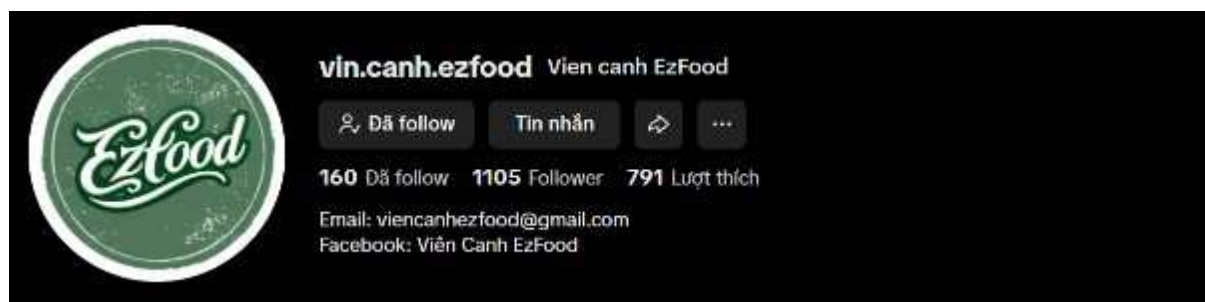 EzFood
vin.canh.ezfood Vien canh EzFood
Đã follow Tin nhắn
160 Đã follow 1105 Follower 791 Lượt thích
Email: viencanhezfood@gmail.com
Facebook: Viên Canh EzFood